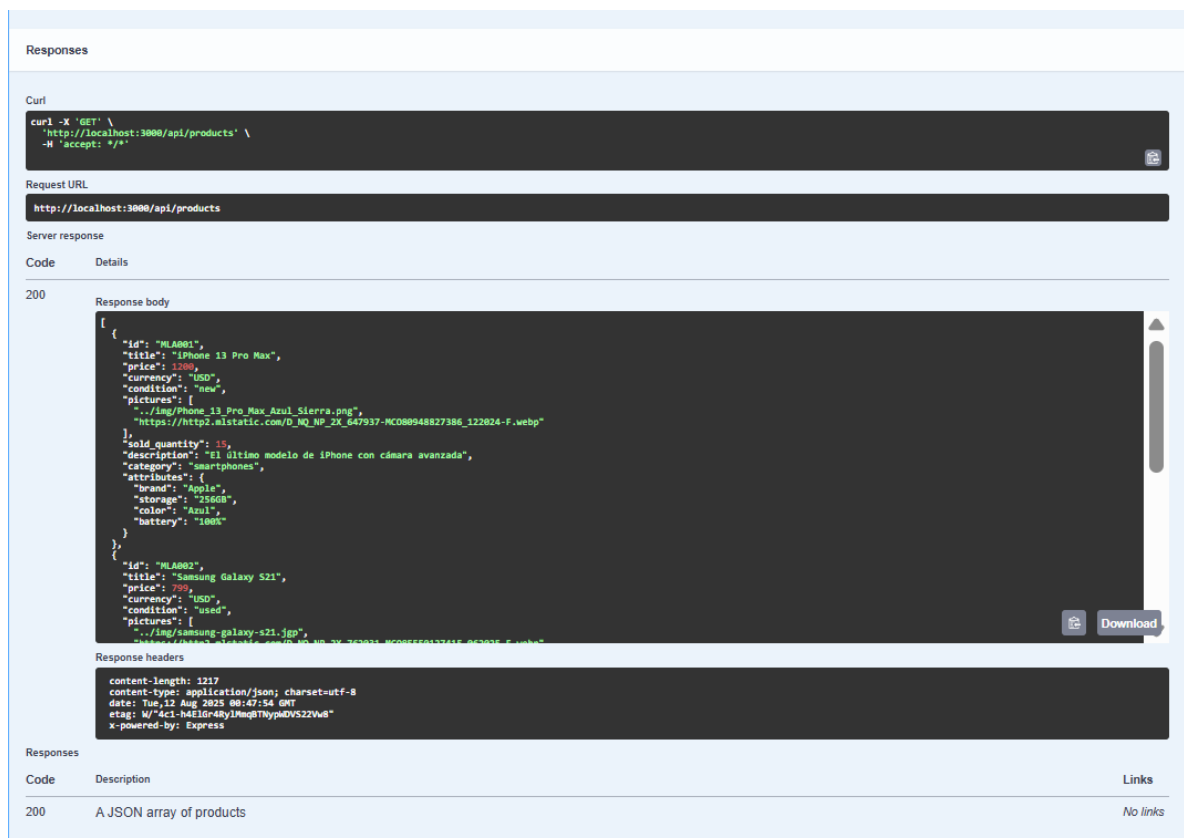 Responses
Curl
curl -X 'GET' \
'http://localhost:3000/api/products' \
-H 'accept: */*'
Request URL
http://localhost:3000/api/products
Server response
Code Details
200
Response body
[
{
"id": "MLA001",
"title": "iPhone 13 Pro Max",
"price": 1200,
"currency": "USD",
"condition": "new",
"pictures": [
"../img/Phone_13_Pro_Max_Azul_Sierra.png",
"https://http2.mlstatic.com/D_NQ_NP_2X_647937-MCO80948827386_122024-F.webp"
],
"sold_quantity": 15,
"description": "El último modelo de iPhone con cámara avanzada",
"category": "smartphones",
"attributes": {
"brand": "Apple",
"storage": "256GB",
"color": "Azul",
"battery": "100%"
}
},
{
"id": "MLA002",
"title": "Samsung Galaxy S21",
"price": 799,
"currency": "USD",
"condition": "used",
"pictures": [
"../img/samsung-galaxy-s21.jgp",
Download
Response headers
content-length: 1217
content-type: application/json; charset=utf-8
date: Tue,12 Aug 2025 00:47:54 GMT
etag: W/"4c1-h4ElGr4RylMmqBTNypWDVS22Vw8"
x-powered-by: Express
Responses
Code Description Links
200 A JSON array of products No links